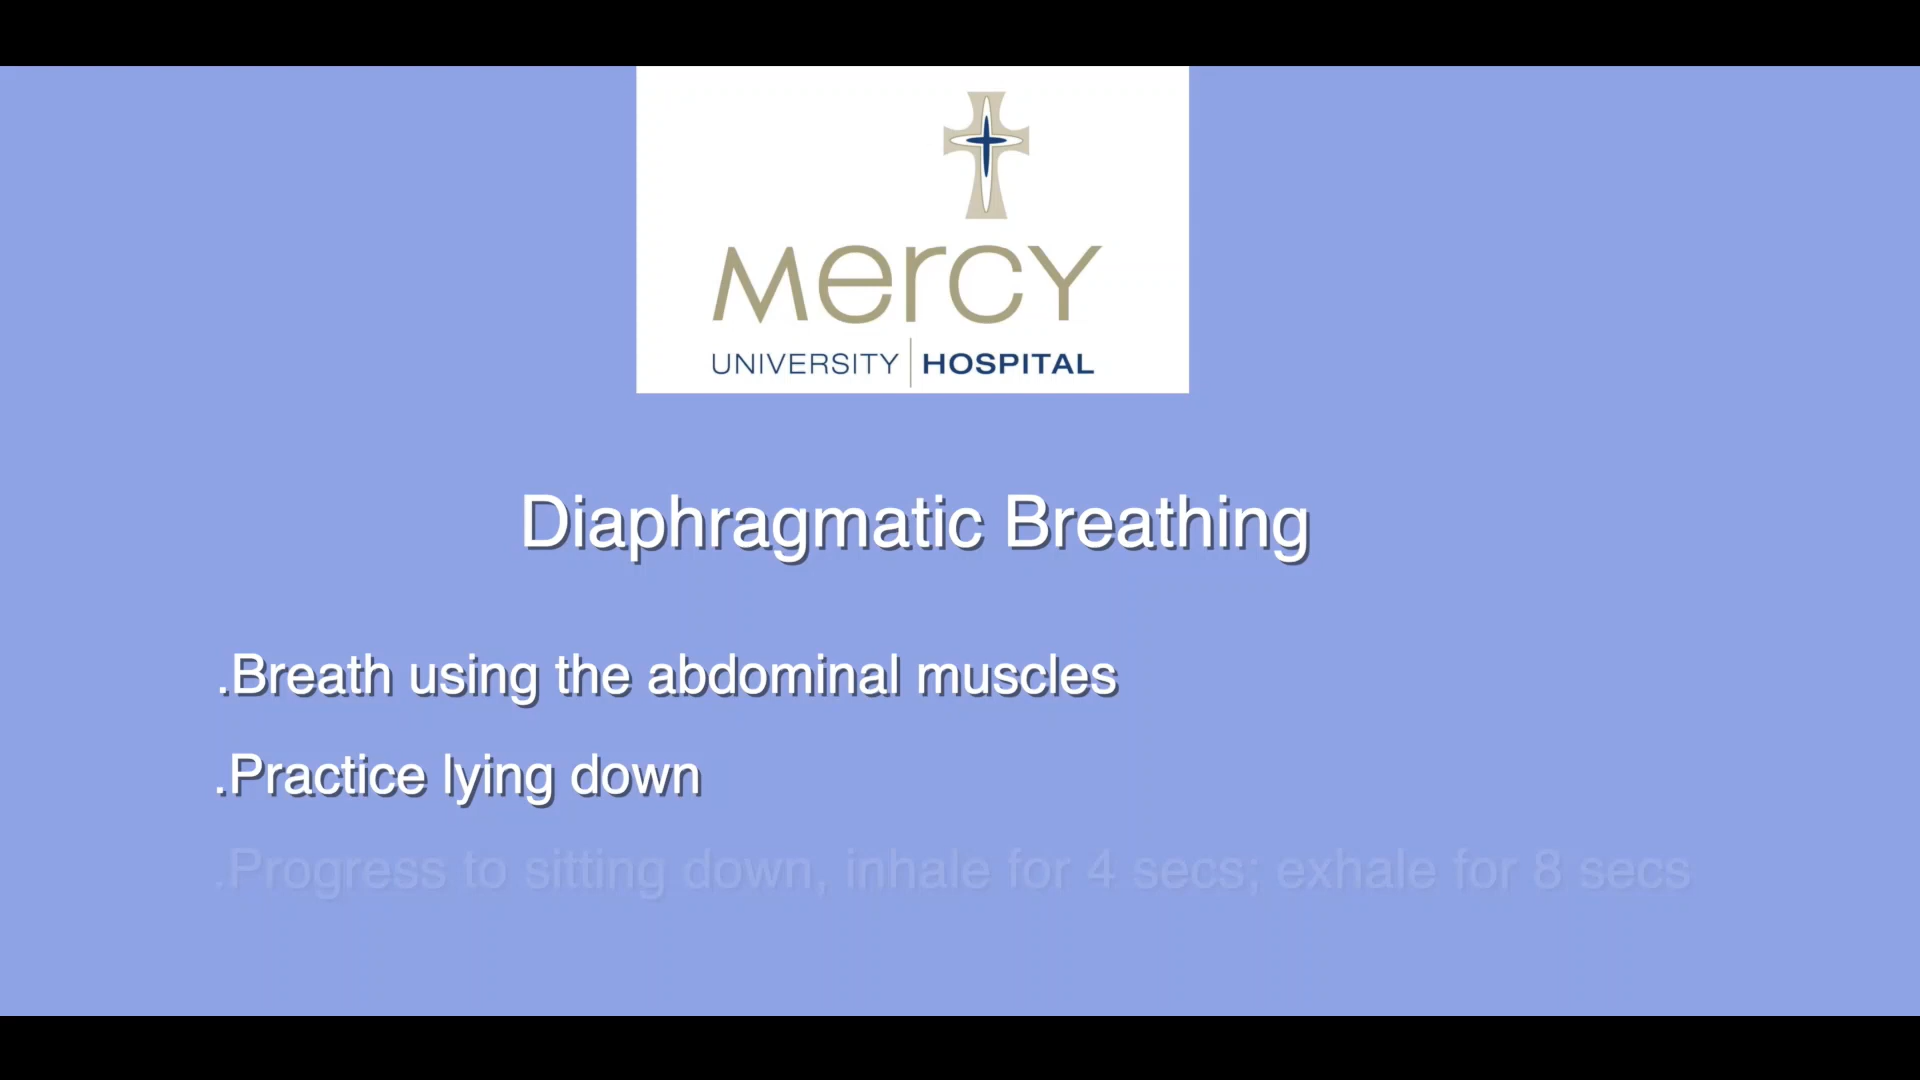 Mercy
UNIVERSITY HOSPITAL
Diaphragmatic Breathing
.Breath using the abdominal muscles
.Practice lying down
.Progress to sitting down, inhale for 4 secs; exhale for 8 secs